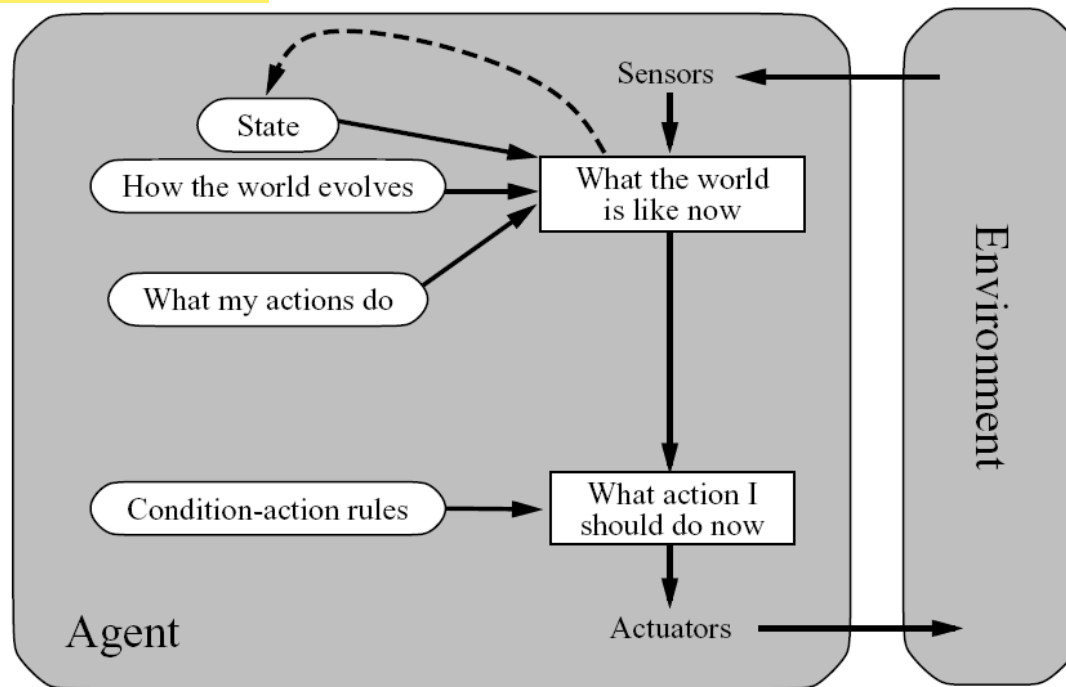 Sensors
State
How the world evolves
What the world
is like now
What my actions do
Environment
Condition-action rules
What action I
should do now
Agent
Actuators